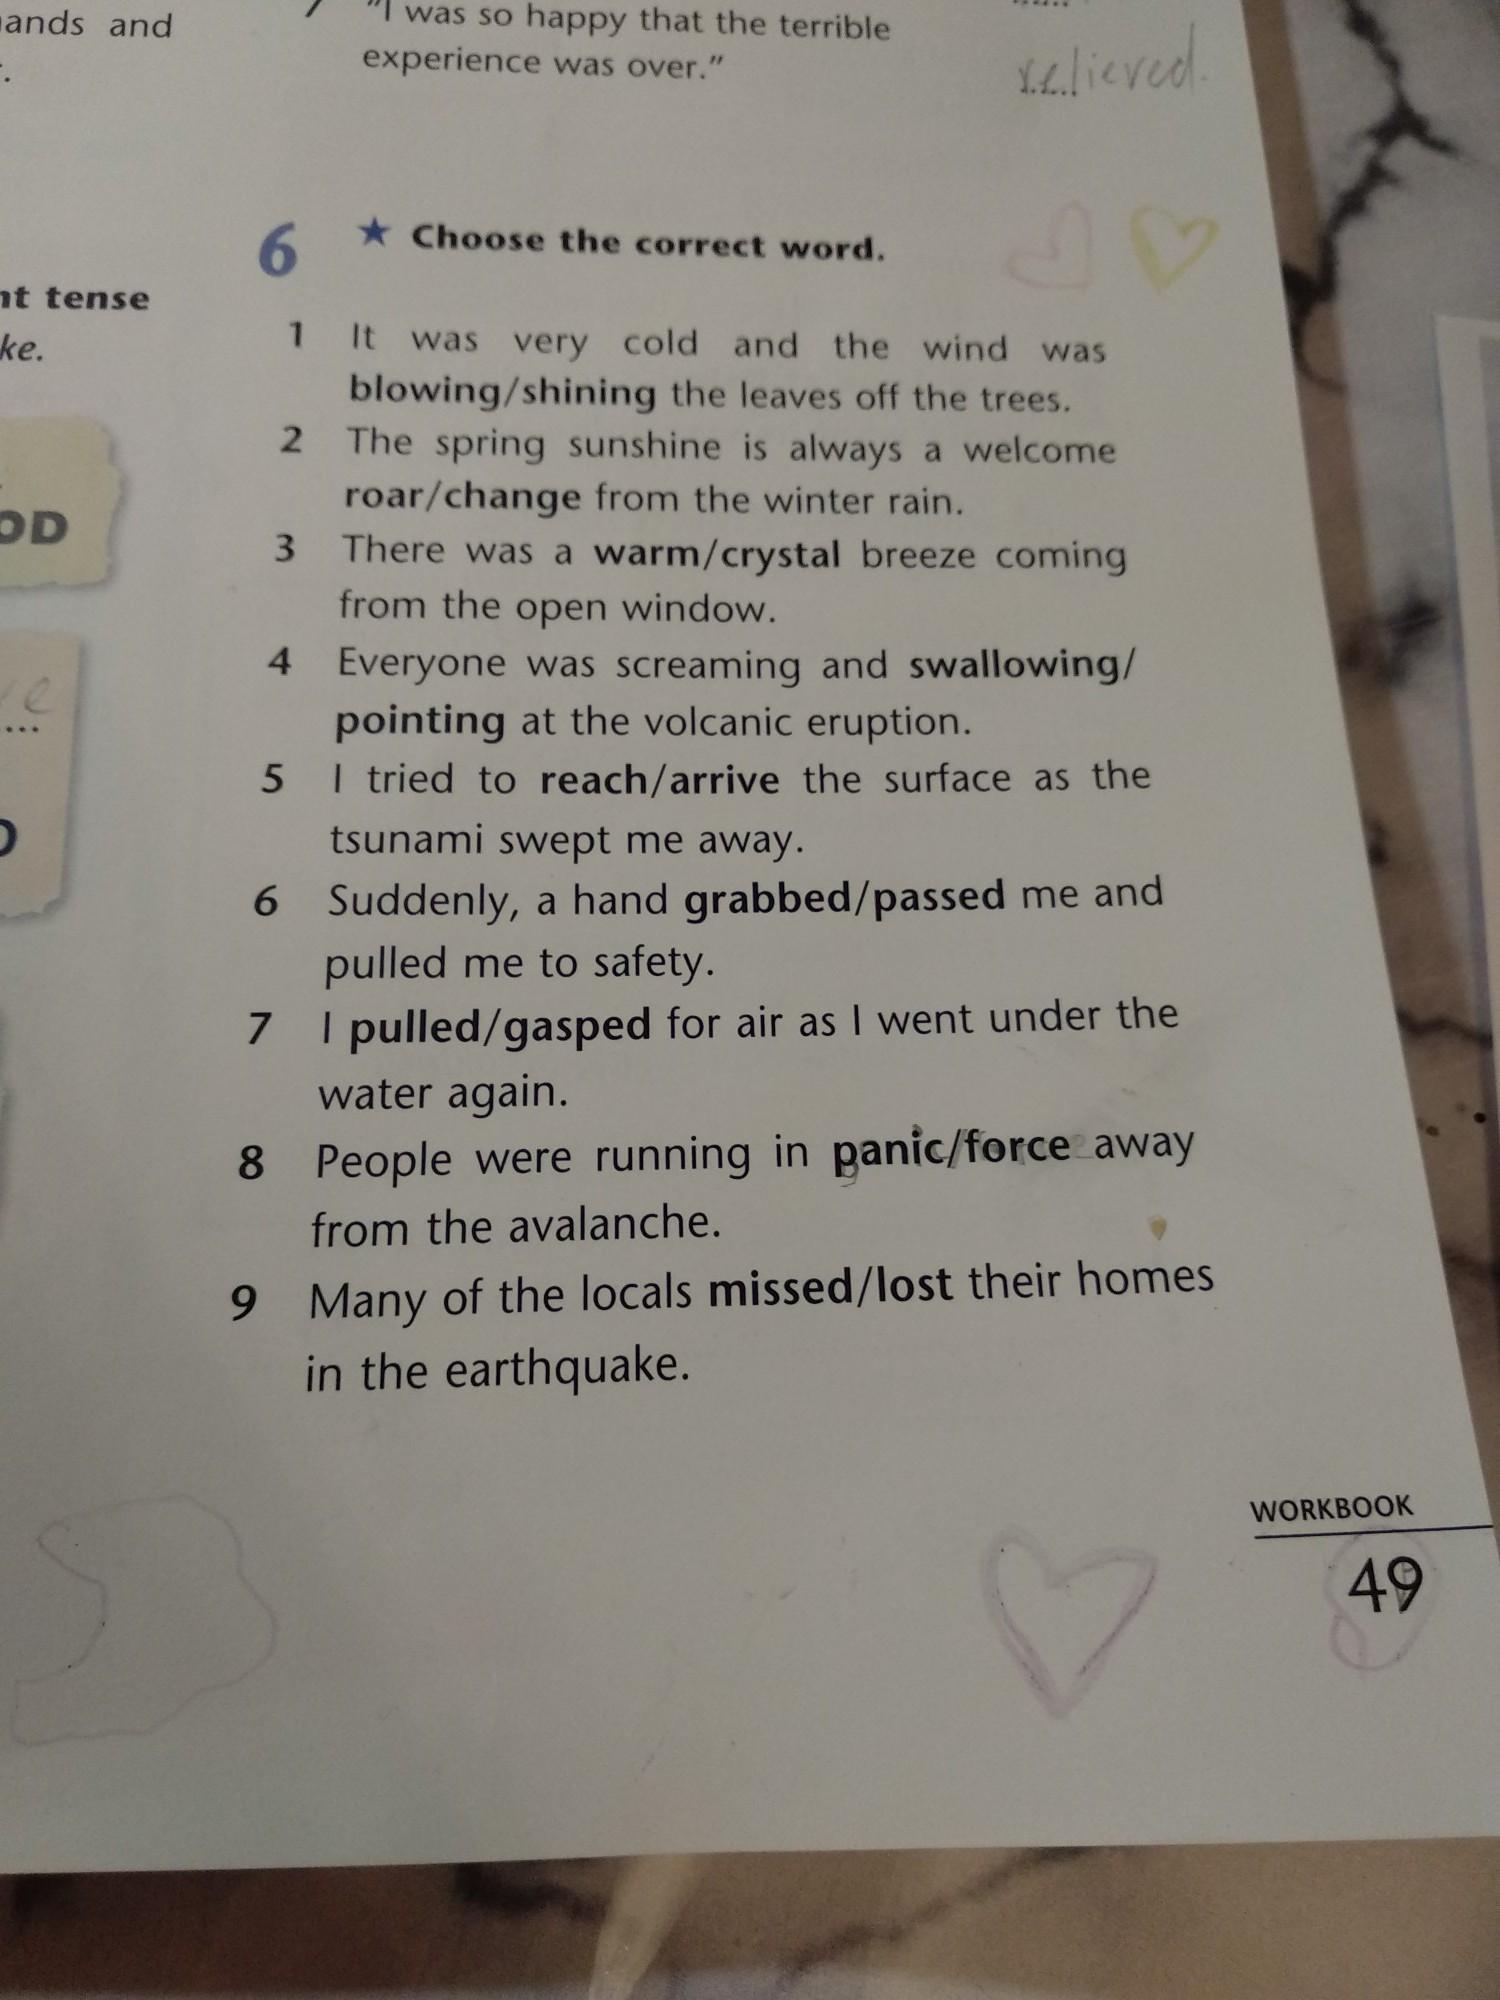 ands and
7 "I was so happy that the terrible
experience was over."
relieved.
nt tense
ke.
OD
6 ★ Choose the correct word.
1 It was very cold and the wind was
blowing/shining the leaves off the trees.
2 The spring sunshine is always a welcome
roar/change from the winter rain.
3 There was a warm/crystal breeze coming
from the open window.
4 Everyone was screaming and swallowing/
pointing at the volcanic eruption.
5 I tried to reach/arrive the surface as the
tsunami swept me away.
6 Suddenly, a hand grabbed/passed me and
pulled me to safety.
7 I pulled/gasped for air as I went under the
water again.
8 People were running in panic/force away
from the avalanche.
9 Many of the locals missed/lost their homes
in the earthquake.
WORKBOOK
49